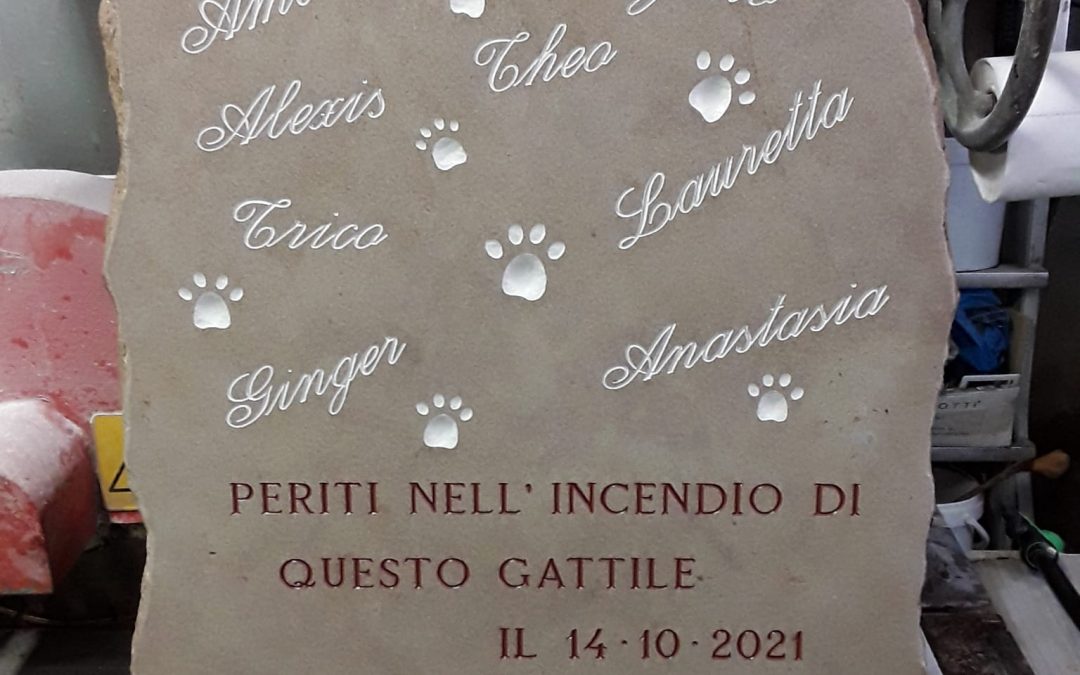 Theo
Alexis
Lauretta
Trico
Anastasia
Ginger
PERITI NELL' INCENDIO DI
QUESTO GATTILE
IL 14·10·2021